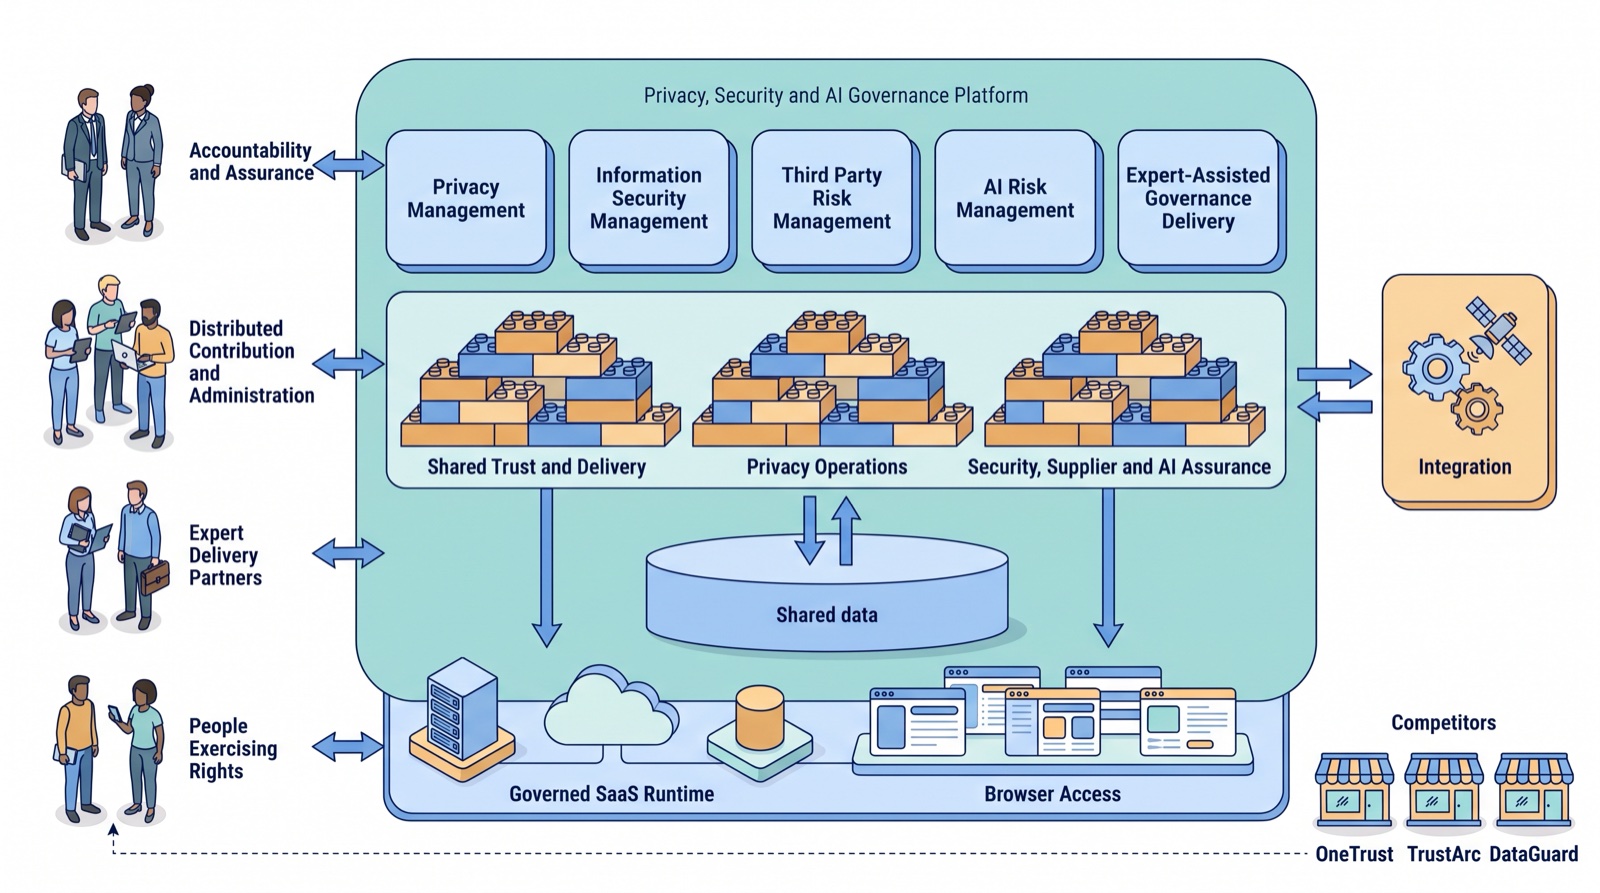 Privacy, Security and AI Governance Platform
Accountability
and Assurance
Privacy
Management
Information
Security
Management
Third Party
Risk
Management
AI Risk
Management
Expert-Assisted
Governance
Delivery
Distributed
Contribution
and
Administration
Shared Trust and Delivery
Privacy Operations
Security, Supplier and AI Assurance
Integration
Expert
Delivery
Partners
Shared data
People
Exercising
Rights
Governed SaaS Runtime
Browser Access
Competitors
OneTrust
TrustArc
DataGuard